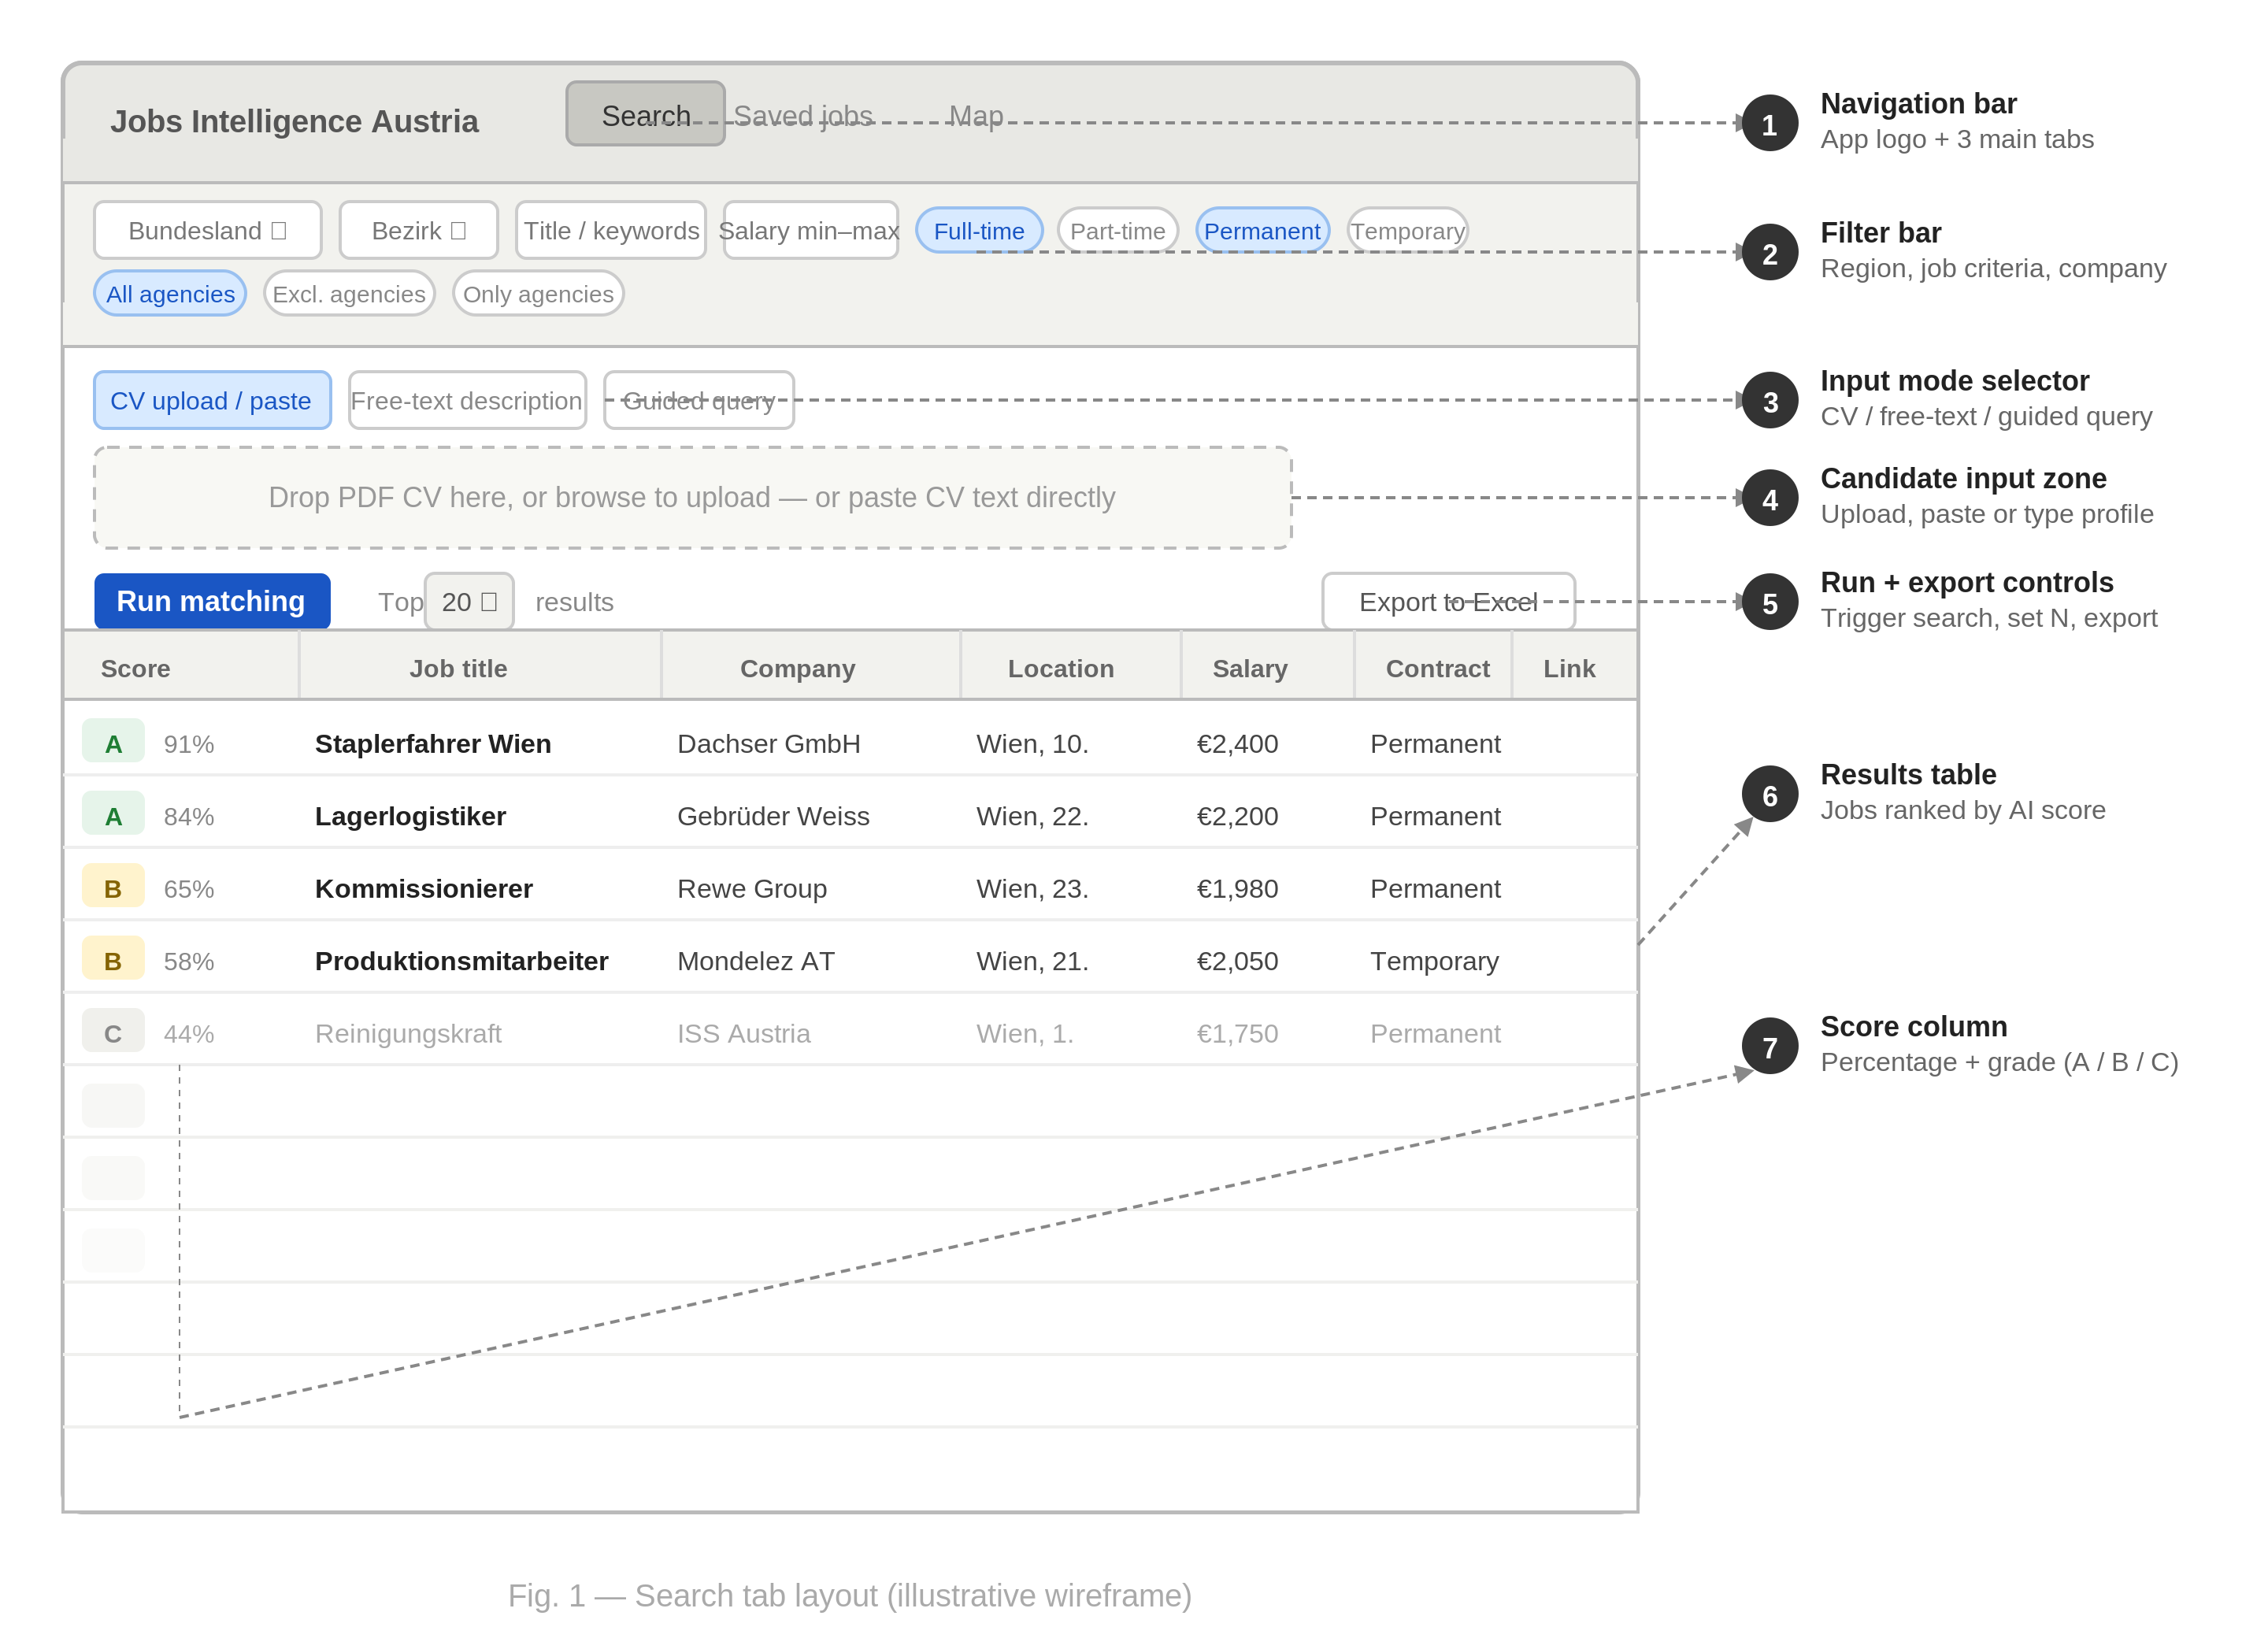 Jobs Intelligence Austria Search Saved jobs Map
1 Navigation bar
App logo + 3 main tabs
Bundesland Bezirk Title / keywords Salary min–max Full-time Part-time Permanent Temporary
All agencies Excl. agencies Only agencies
2 Filter bar
Region, job criteria, company
CV upload / paste Free-text description Guided query
3 Input mode selector
CV / free-text / guided query
Drop PDF CV here, or browse to upload — or paste CV text directly
4 Candidate input zone
Upload, paste or type profile
Run matching Top 20 results Export to Excel
5 Run + export controls
Trigger search, set N, export
Score Job title Company Location Salary Contract Link
A 91% Staplerfahrer Wien Dachser GmbH Wien, 10. €2,400 Permanent
A 84% Lagerlogistiker Gebrüder Weiss Wien, 22. €2,200 Permanent
B 65% Kommissionierer Rewe Group Wien, 23. €1,980 Permanent
B 58% Produktionsmitarbeiter Mondelez AT Wien, 21. €2,050 Temporary
C 44% Reinigungskraft ISS Austria Wien, 1. €1,750 Permanent
6 Results table
Jobs ranked by AI score
7 Score column
Percentage + grade (A / B / C)
Fig. 1 — Search tab layout (illustrative wireframe)